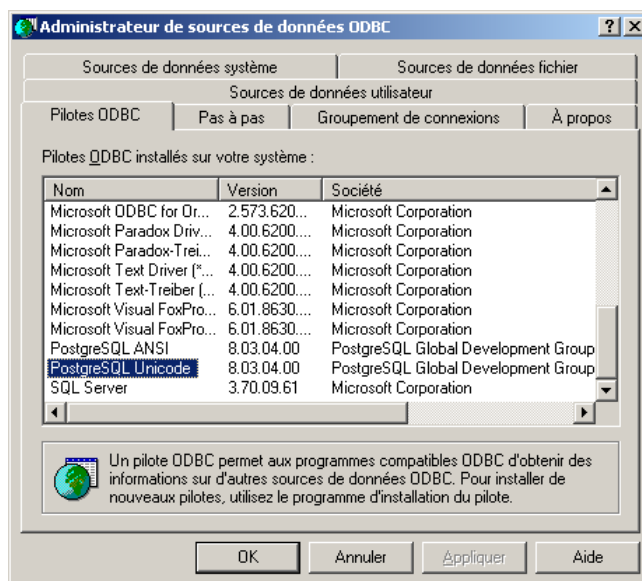 Administrateur de sources de données ODBC
Sources de données système Sources de données fichier
Sources de données utilisateur
Pilotes ODBC Pas à pas Groupement de connexions À propos
Pilotes ODBC installés sur votre système :
Nom Version Société
Microsoft ODBC for Or... 2.573.620... Microsoft Corporation
Microsoft Paradox Driv... 4.00.6200.... Microsoft Corporation
Microsoft Paradox-Trei... 4.00.6200.... Microsoft Corporation
Microsoft Text Driver (*... 4.00.6200.... Microsoft Corporation
Microsoft Text-Treiber (... 4.00.6200.... Microsoft Corporation
Microsoft Visual FoxPro... 6.01.8630.... Microsoft Corporation
Microsoft Visual FoxPro... 6.01.8630.... Microsoft Corporation
PostgreSQL ANSI 8.03.04.00 PostgreSQL Global Development Group
PostgreSQL Unicode 8.03.04.00 PostgreSQL Global Development Group
SQL Server 3.70.09.61 Microsoft Corporation
Un pilote ODBC permet aux programmes compatibles ODBC d'obtenir des
informations sur d'autres sources de données ODBC. Pour installer de
nouveaux pilotes, utilisez le programme d'installation du pilote.
OK Annuler Appliquer Aide